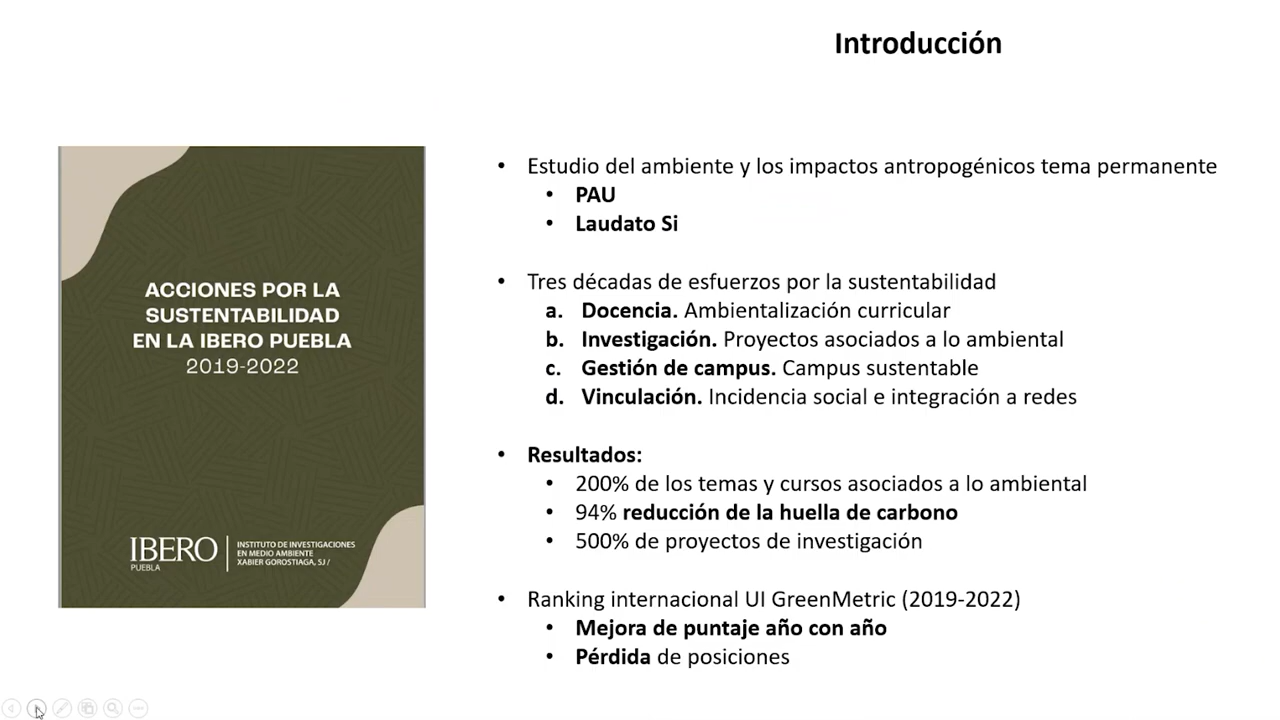 Introducción
ACCIONES POR LA
SUSTENTABILIDAD
EN LA IBERO PUEBLA
2019-2022
IBERO
PUEBLA
INSTITUTO DE INVESTIGACIONES
EN MEDIO AMBIENTE
XABIER GOROSTIAGA, SJ /
• Estudio del ambiente y los impactos antropogénicos tema permanente
• PAU
• Laudato Si
• Tres décadas de esfuerzos por la sustentabilidad
a. Docencia. Ambientalización curricular
b. Investigación. Proyectos asociados a lo ambiental
c. Gestión de campus. Campus sustentable
d. Vinculación. Incidencia social e integración a redes
• Resultados:
• 200% de los temas y cursos asociados a lo ambiental
• 94% reducción de la huella de carbono
• 500% de proyectos de investigación
• Ranking internacional UI GreenMetric (2019-2022)
• Mejora de puntaje año con año
• Pérdida de posiciones